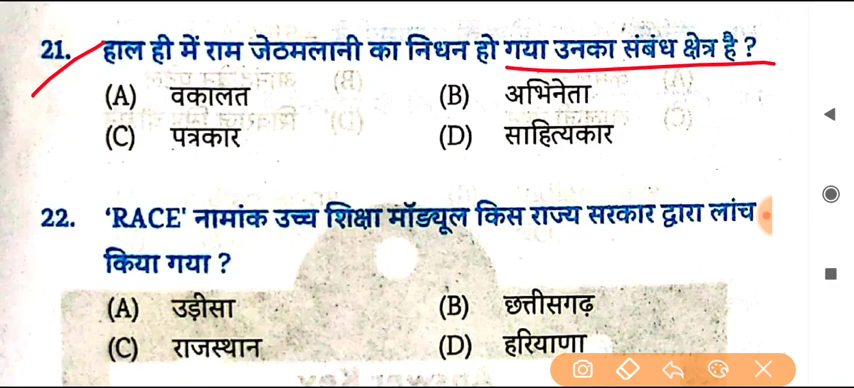 21. हाल ही में राम जेठमलानी का निधन हो गया उनका संबंध क्षेत्र है ?
(A) वकालत (B) अभिनेता
(C) पत्रकार (D) साहित्यकार
22. 'RACE' नामांक उच्च शिक्षा मॉड्यूल किस राज्य सरकार द्वारा लांच
किया गया ?
(A) उड़ीसा (B) छत्तीसगढ़
(C) राजस्थान (D) हरियाणा